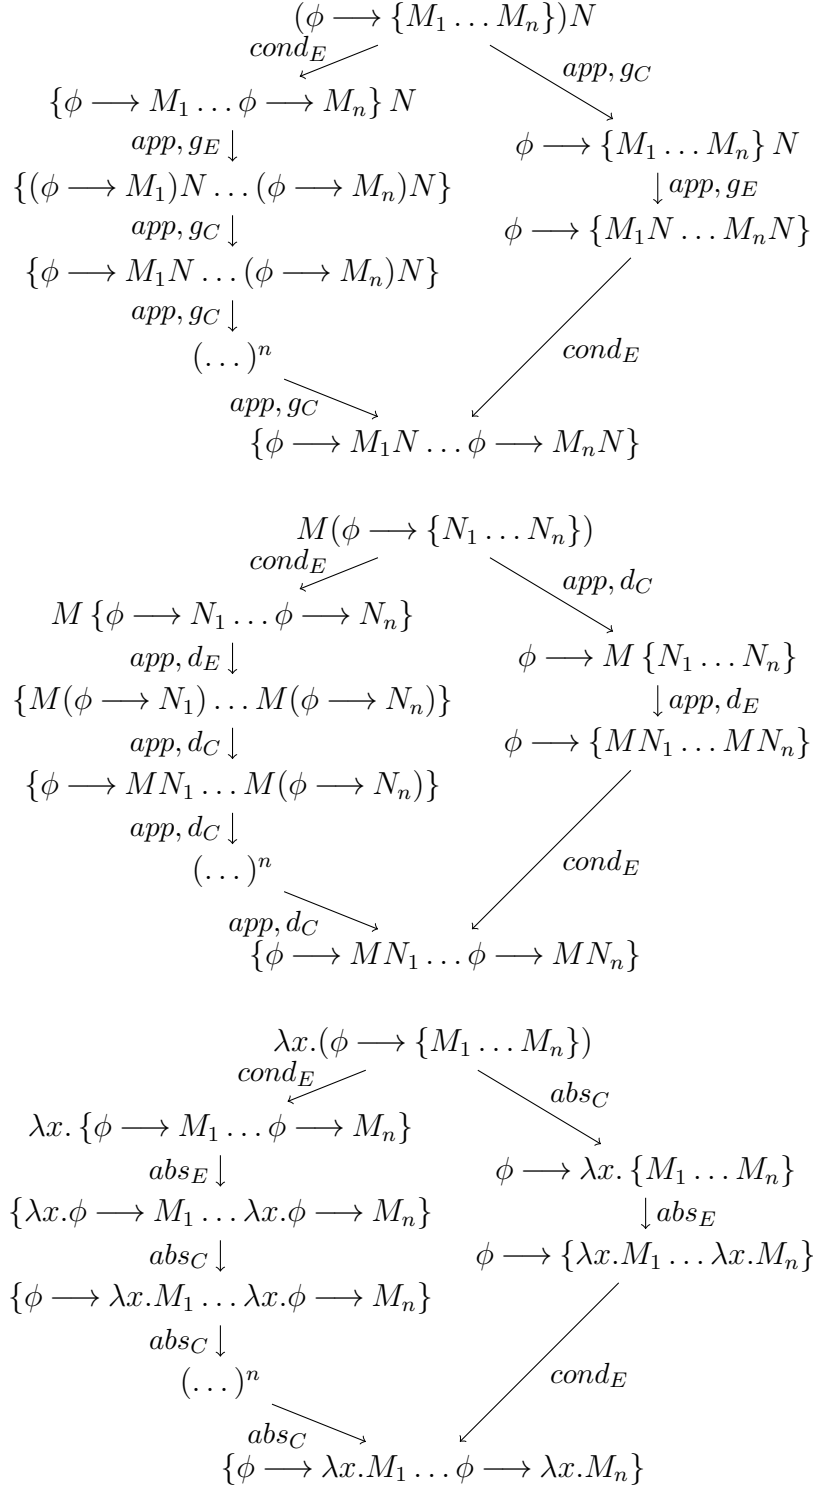 (ϕ ⟶ {M₁ … Mₙ})N
cond_E
app, g_C
{ϕ ⟶ M₁ … ϕ ⟶ Mₙ} N
app, g_E
ϕ ⟶ {M₁ … Mₙ} N
{(ϕ ⟶ M₁)N … (ϕ ⟶ Mₙ)N}
app, g_E
app, g_C
ϕ ⟶ {M₁N … MₙN}
{ϕ ⟶ M₁N … (ϕ ⟶ Mₙ)N}
app, g_C
cond_E
(…)ⁿ
app, g_C
{ϕ ⟶ M₁N … ϕ ⟶ MₙN}
M(ϕ ⟶ {N₁ … Nₙ})
cond_E
app, d_C
M {ϕ ⟶ N₁ … ϕ ⟶ Nₙ}
app, d_E
ϕ ⟶ M {N₁ … Nₙ}
{M(ϕ ⟶ N₁) … M(ϕ ⟶ Nₙ)}
app, d_E
app, d_C
ϕ ⟶ {MN₁ … MNₙ}
{ϕ ⟶ MN₁ … M(ϕ ⟶ Nₙ)}
app, d_C
cond_E
(…)ⁿ
app, d_C
{ϕ ⟶ MN₁ … ϕ ⟶ MNₙ}
λx.(ϕ ⟶ {M₁ … Mₙ})
cond_E
abs_C
λx. {ϕ ⟶ M₁ … ϕ ⟶ Mₙ}
abs_E
ϕ ⟶ λx. {M₁ … Mₙ}
{λx.ϕ ⟶ M₁ … λx.ϕ ⟶ Mₙ}
abs_E
abs_C
ϕ ⟶ {λx.M₁ … λx.Mₙ}
{ϕ ⟶ λx.M₁ … λx.ϕ ⟶ Mₙ}
abs_C
cond_E
(…)ⁿ
abs_C
{ϕ ⟶ λx.M₁ … ϕ ⟶ λx.Mₙ}